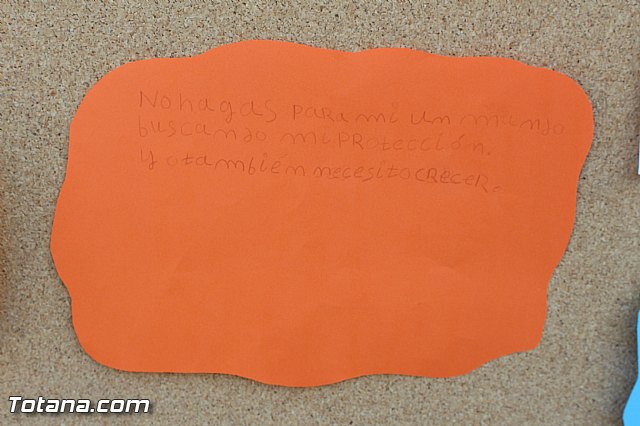 No hagas para mi un mundo
buscando mi PROtección.
Yo también necesito CRECER.
Totana.com